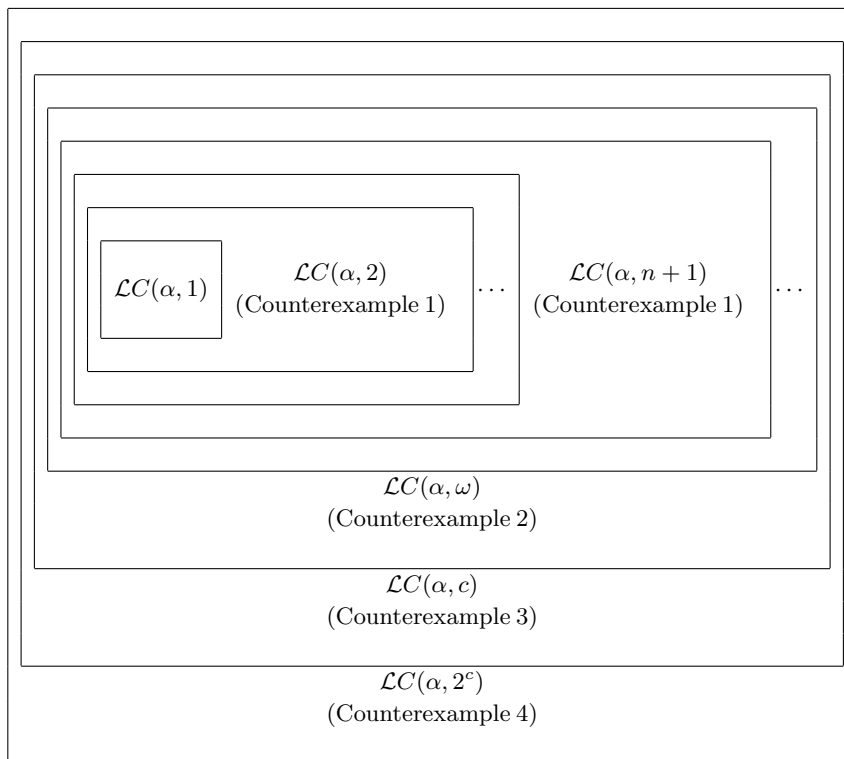 ℒC(α, 1)
ℒC(α, 2)
(Counterexample 1)
···
ℒC(α, n + 1)
(Counterexample 1)
···
ℒC(α, ω)
(Counterexample 2)
ℒC(α, c)
(Counterexample 3)
ℒC(α, 2ᶜ)
(Counterexample 4)